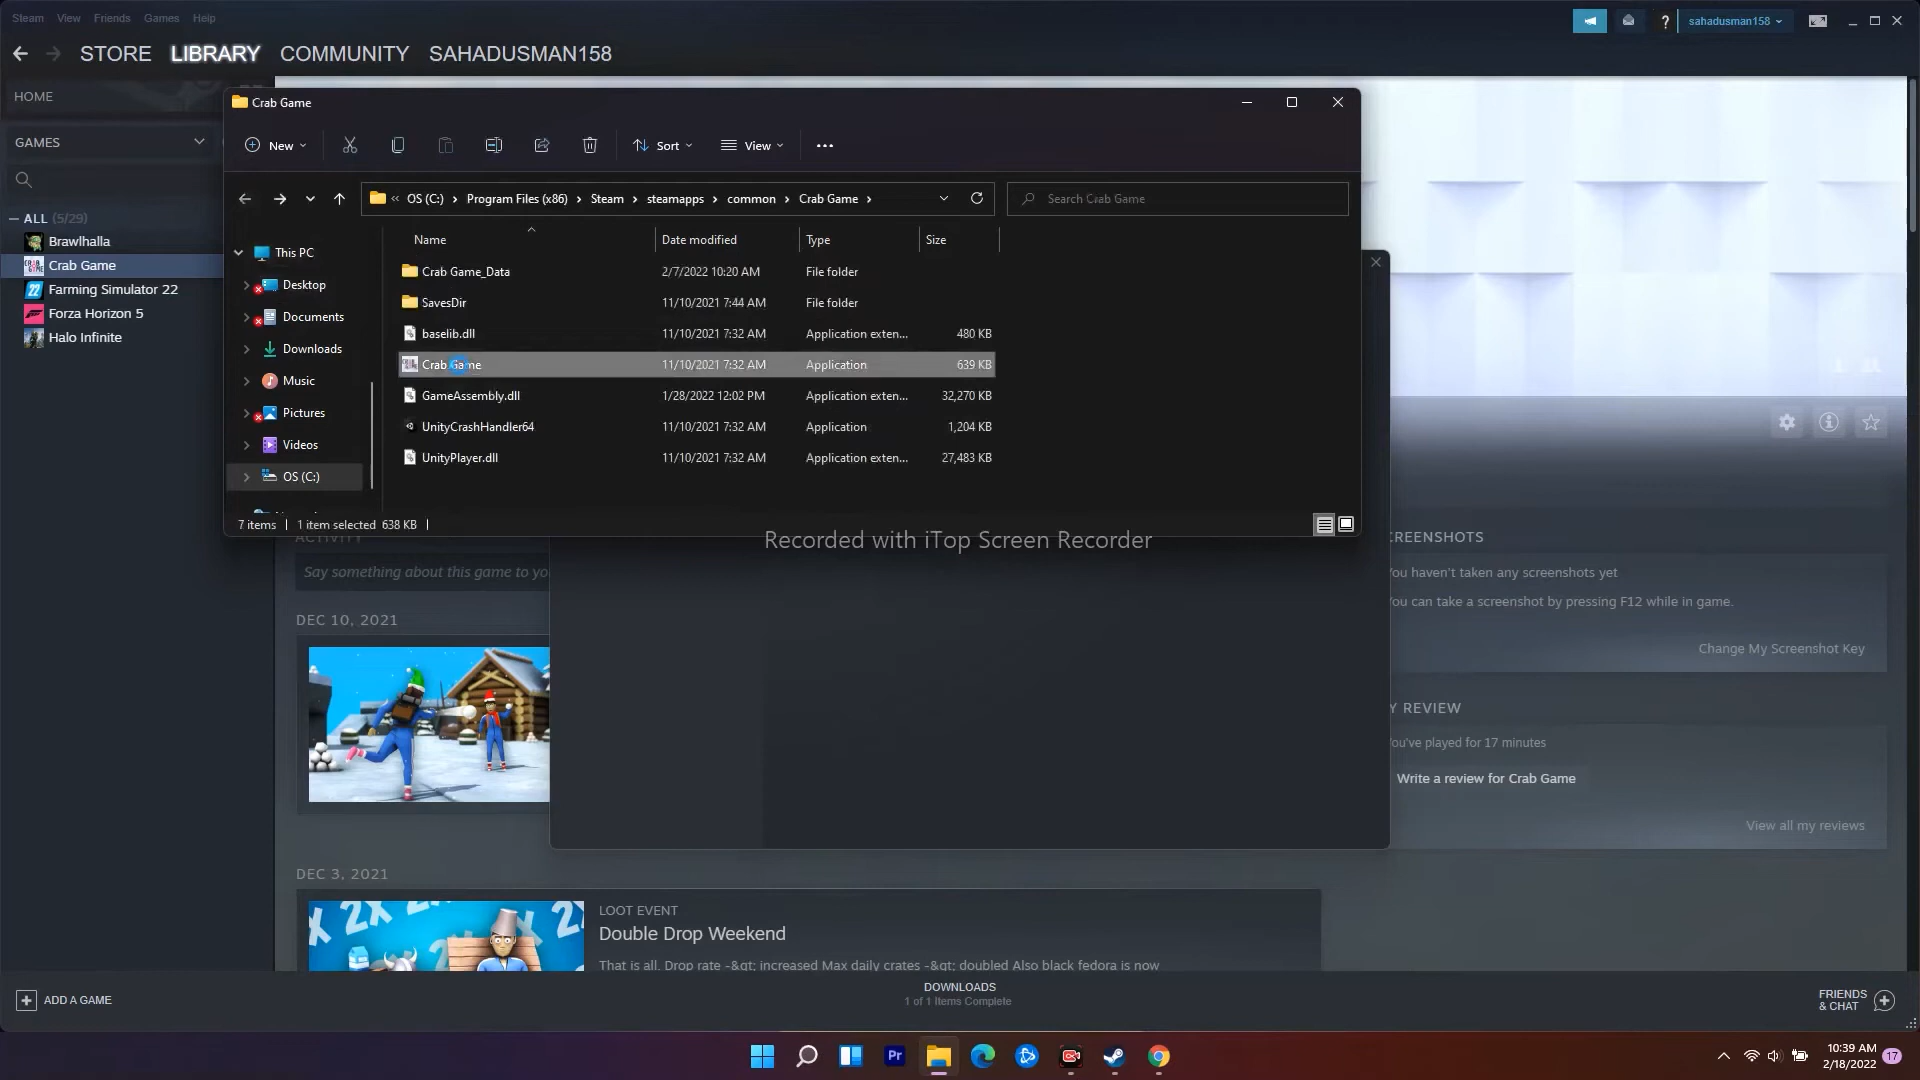 Steam View Friends Games Help
sahadusman158
STORE LIBRARY COMMUNITY SAHADUSMAN158
HOME
GAMES
ALL (5/29)
Brawlhalla
Crab Game
Farming Simulator 22
Forza Horizon 5
Halo Infinite
Crab Game
New Sort View
« OS (C:) › Program Files (x86) › Steam › steamapps › common › Crab Game ›
Search Crab Game
This PC
Desktop
Documents
Downloads
Music
Pictures
Videos
OS (C:)
Name Date modified Type Size
Crab Game_Data 2/7/2022 10:20 AM File folder
SavesDir 11/10/2021 7:44 AM File folder
baselib.dll 11/10/2021 7:32 AM Application exten... 480 KB
Crab Game 11/10/2021 7:32 AM Application 639 KB
GameAssembly.dll 1/28/2022 12:02 PM Application exten... 32,270 KB
UnityCrashHandler64 11/10/2021 7:32 AM Application 1,204 KB
UnityPlayer.dll 11/10/2021 7:32 AM Application exten... 27,483 KB
7 items 1 item selected 638 KB
Recorded with iTop Screen Recorder
ACTIVITY
Say something about this game to yo
DEC 10, 2021
CREENSHOTS
ou haven't taken any screenshots yet
ou can take a screenshot by pressing F12 while in game.
Change My Screenshot Key
Y REVIEW
ou've played for 17 minutes
Write a review for Crab Game
View all my reviews
DEC 3, 2021
2X 2X
LOOT EVENT
Double Drop Weekend
That is all. Drop rate -&gt; increased Max daily crates -&gt; doubled Also black fedora is now
ADD A GAME
DOWNLOADS
1 of 1 Items Complete
FRIENDS
& CHAT
Pr
10:39 AM
2/18/2022
17